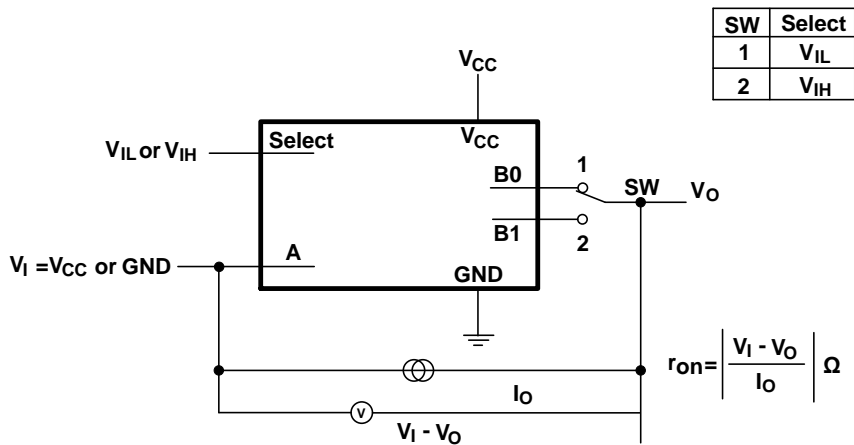 SW Select
1 VIL
2 VIH
VCC
VCC
Select
VIL or VIH
B0
1
SW
VO
B1
2
VI =VCC or GND
A
GND
ron= | VI - VO / IO | Ω
IO
V
VI - VO